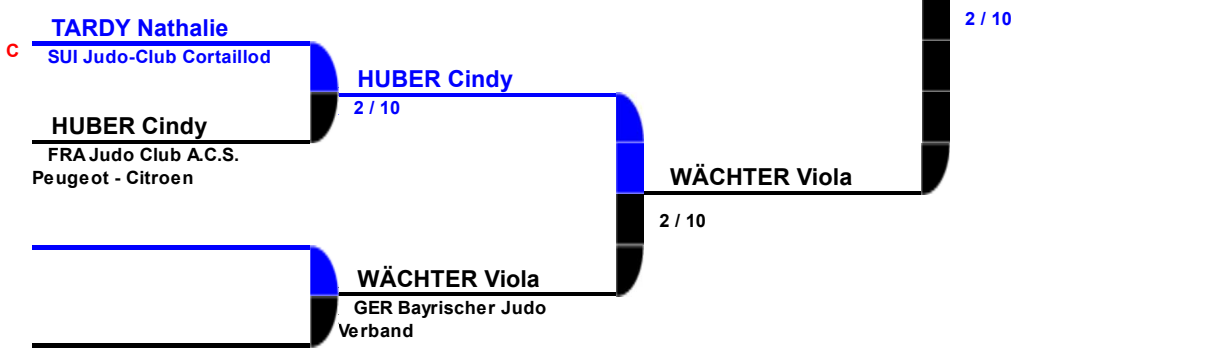 2 / 10
TARDY Nathalie
C
SUI Judo-Club Cortaillod
HUBER Cindy
2 / 10
HUBER Cindy
FRA Judo Club A.C.S.
Peugeot - Citroen
WÄCHTER Viola
2 / 10
WÄCHTER Viola
GER Bayrischer Judo
Verband